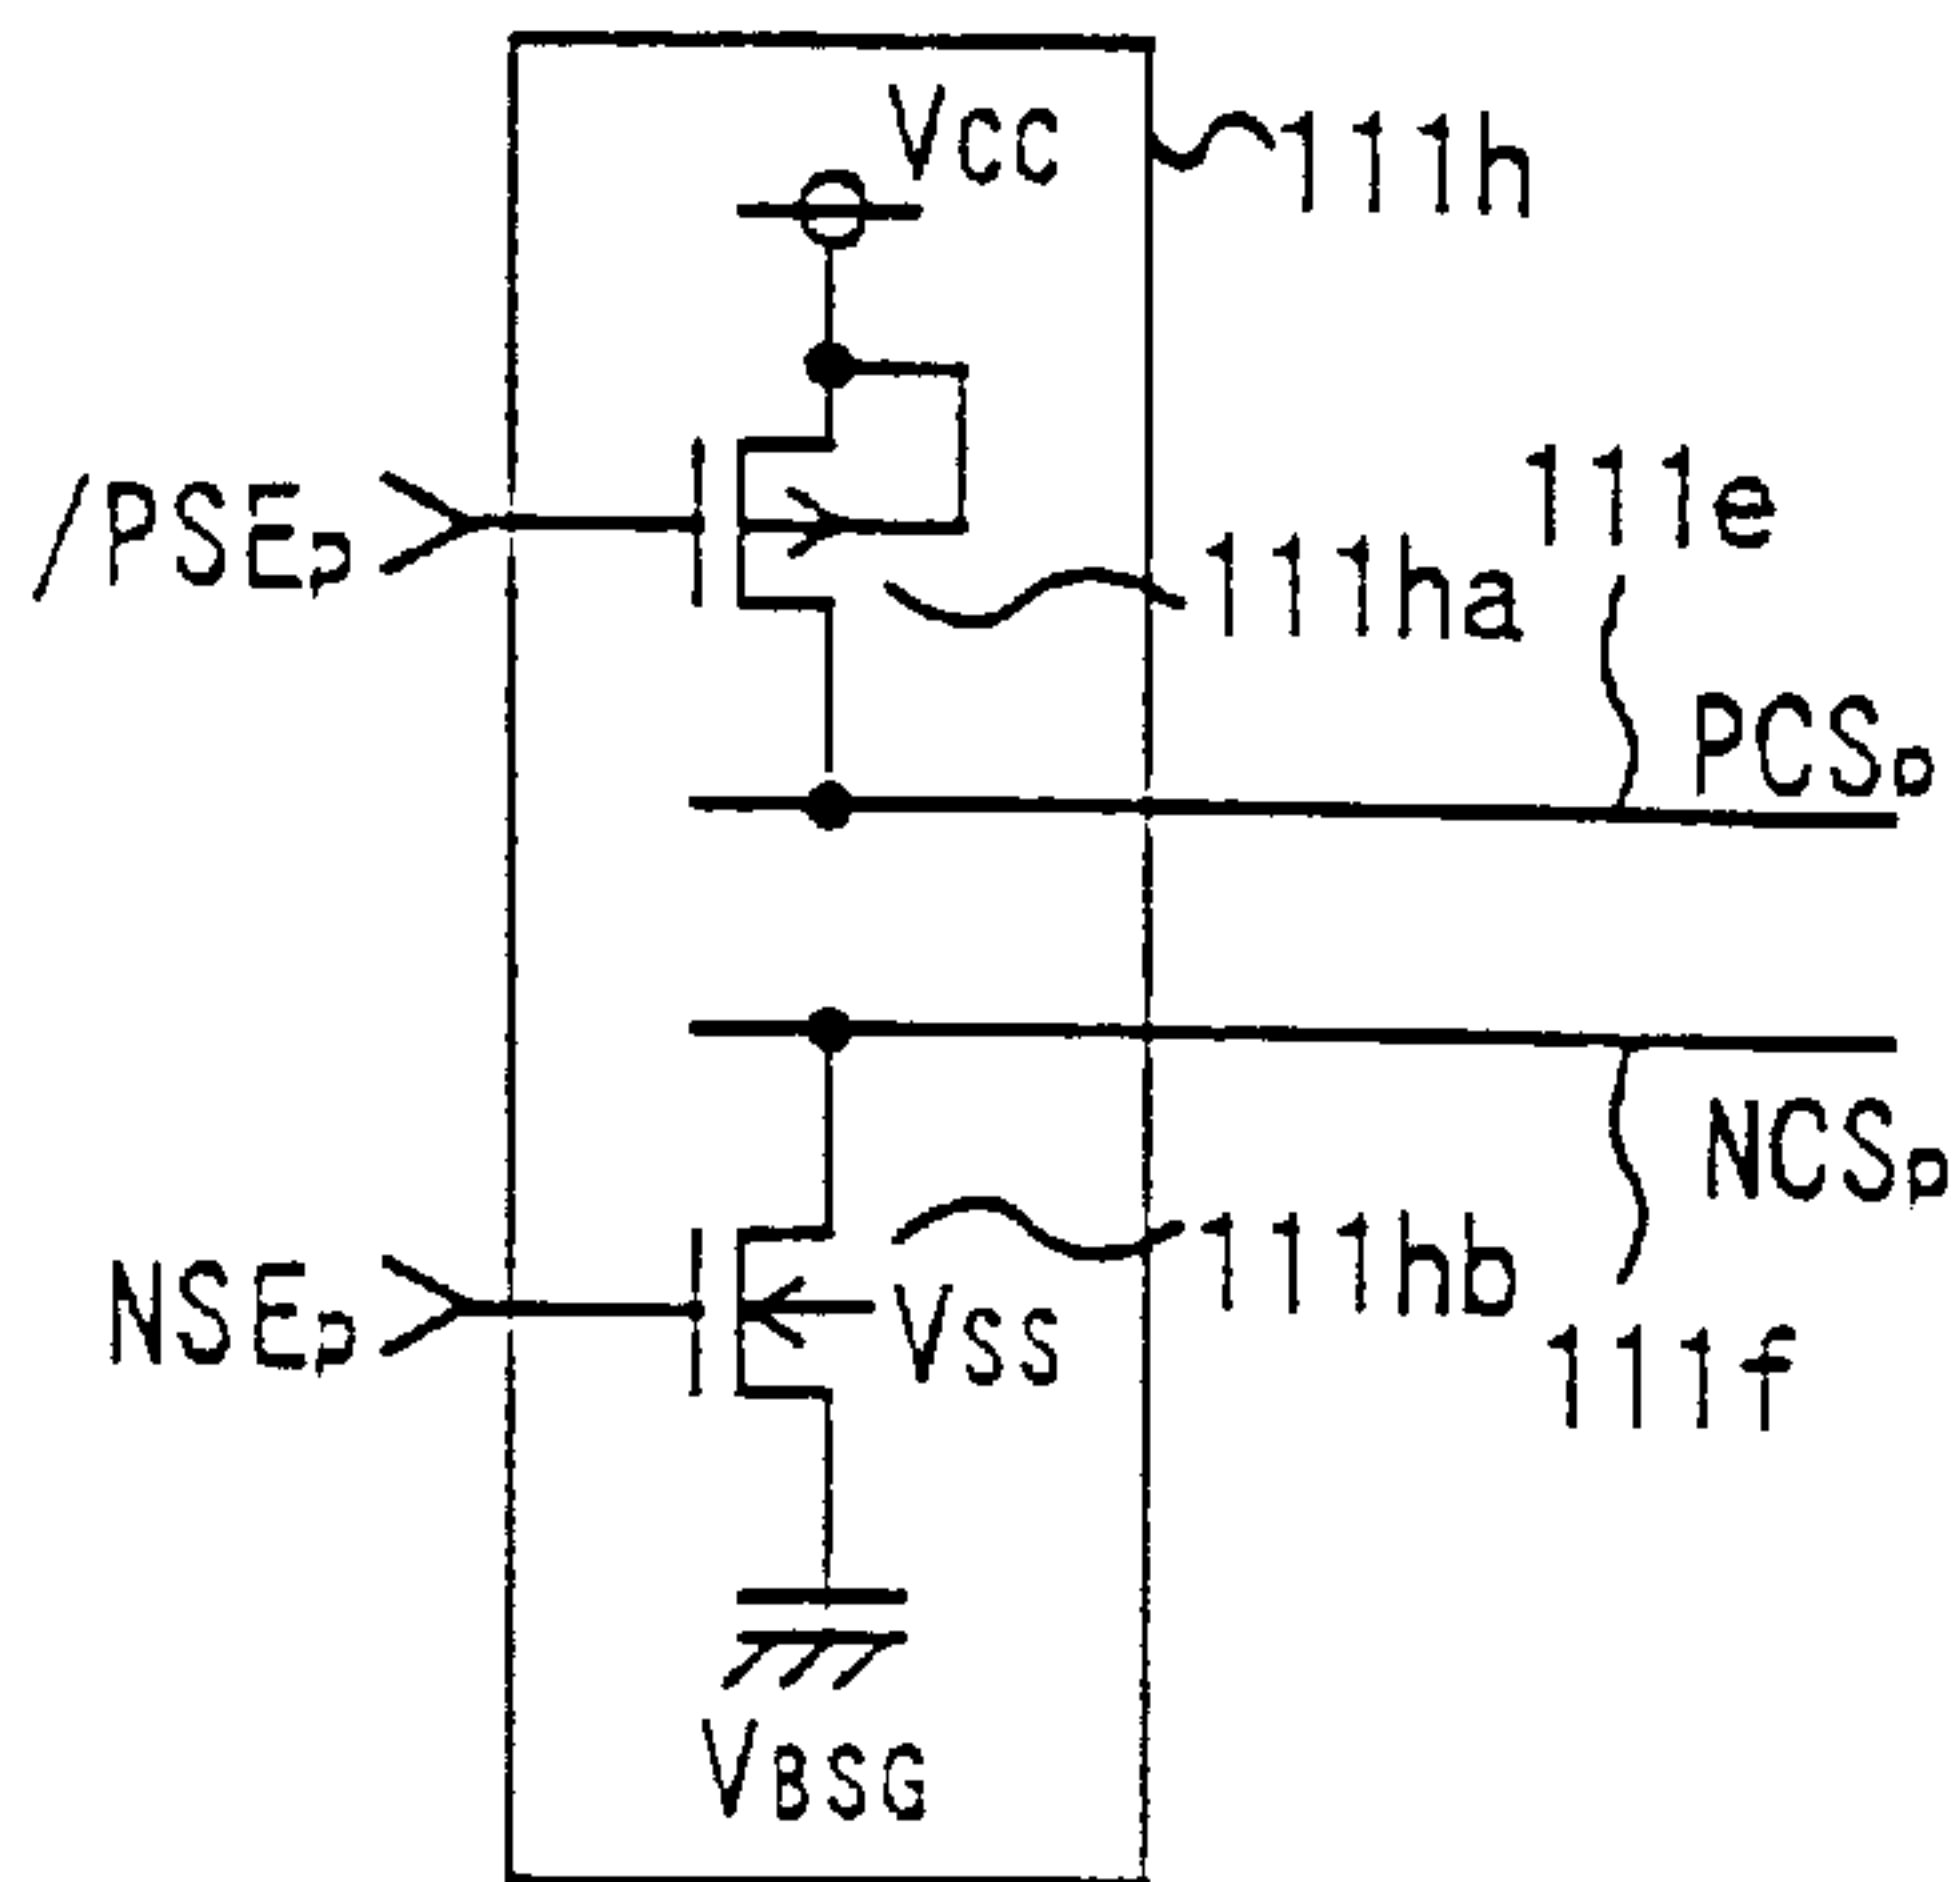 VCC
111h
/PSEp
111ha
111e
PCSp
NCSp
NSEp
VSS
111hb
111f
VBSG